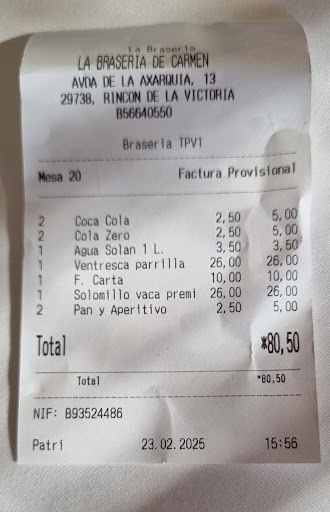 La Braseria
LA BRASERIA DE CARMEN
AVDA DE LA AXARQUIA, 13
29738, RINCON DE LA VICTORIA
B56640550
Braseria TPV1
Mesa 20 Factura Provisional
2 Coca Cola 2,50 5,00
2 Cola Zero 2,50 5,00
1 Agua Solan 1 L. 3,50 3,50
1 Ventresca parrilla 26,00 26,00
1 F. Carta 10,00 10,00
1 Solomillo vaca premi 26,00 26,00
2 Pan y Aperitivo 2,50 5,00
Total *80,50
Total *80,50
NIF: B93524486
Patri 23.02.2025 15:56